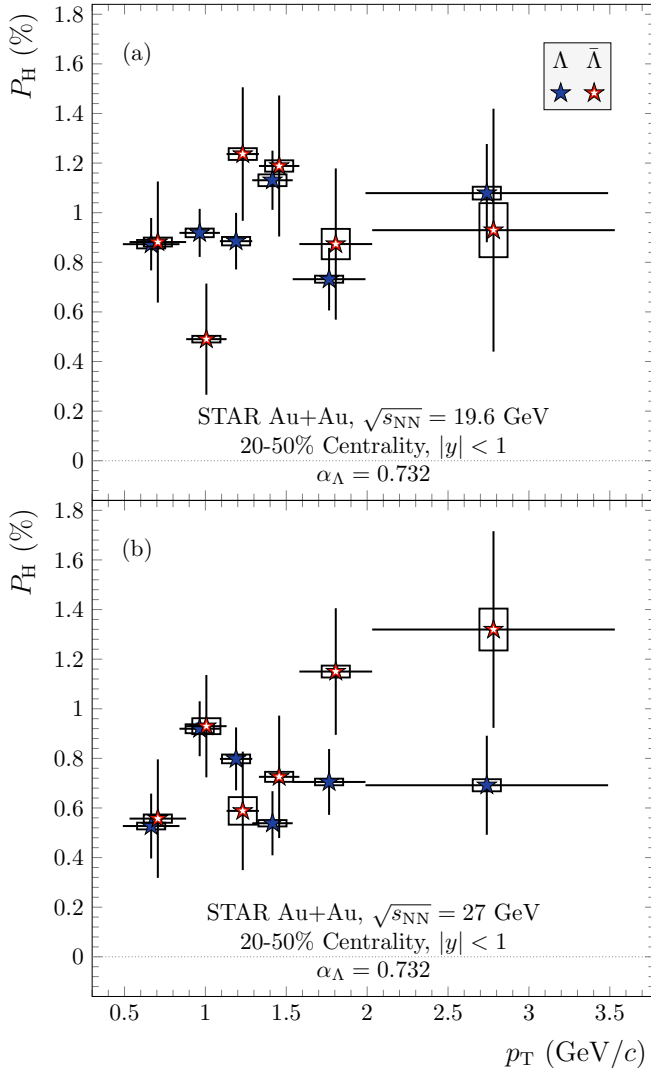 P_H (%)
1.8
(a)
Λ Λ̄
1.6
1.4
1.2
1
0.8
0.6
0.4
STAR Au+Au, √s_NN = 19.6 GeV
0.2
20-50% Centrality, |y| < 1
0
α_Λ = 0.732
P_H (%)
1.8
(b)
1.6
1.4
1.2
1
0.8
0.6
0.4
STAR Au+Au, √s_NN = 27 GeV
0.2
20-50% Centrality, |y| < 1
0
α_Λ = 0.732
0.5 1 1.5 2 2.5 3 3.5
p_T (GeV/c)